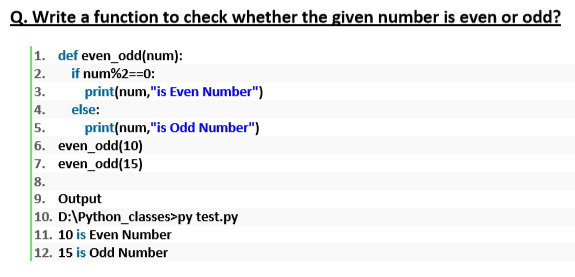 Q. Write a function to check whether the given number is even or odd?
1. def even_odd(num):
2. if num%2==0:
3. print(num,"is Even Number")
4. else:
5. print(num,"is Odd Number")
6. even_odd(10)
7. even_odd(15)
8.
9. Output
10. D:\Python_classes>py test.py
11. 10 is Even Number
12. 15 is Odd Number